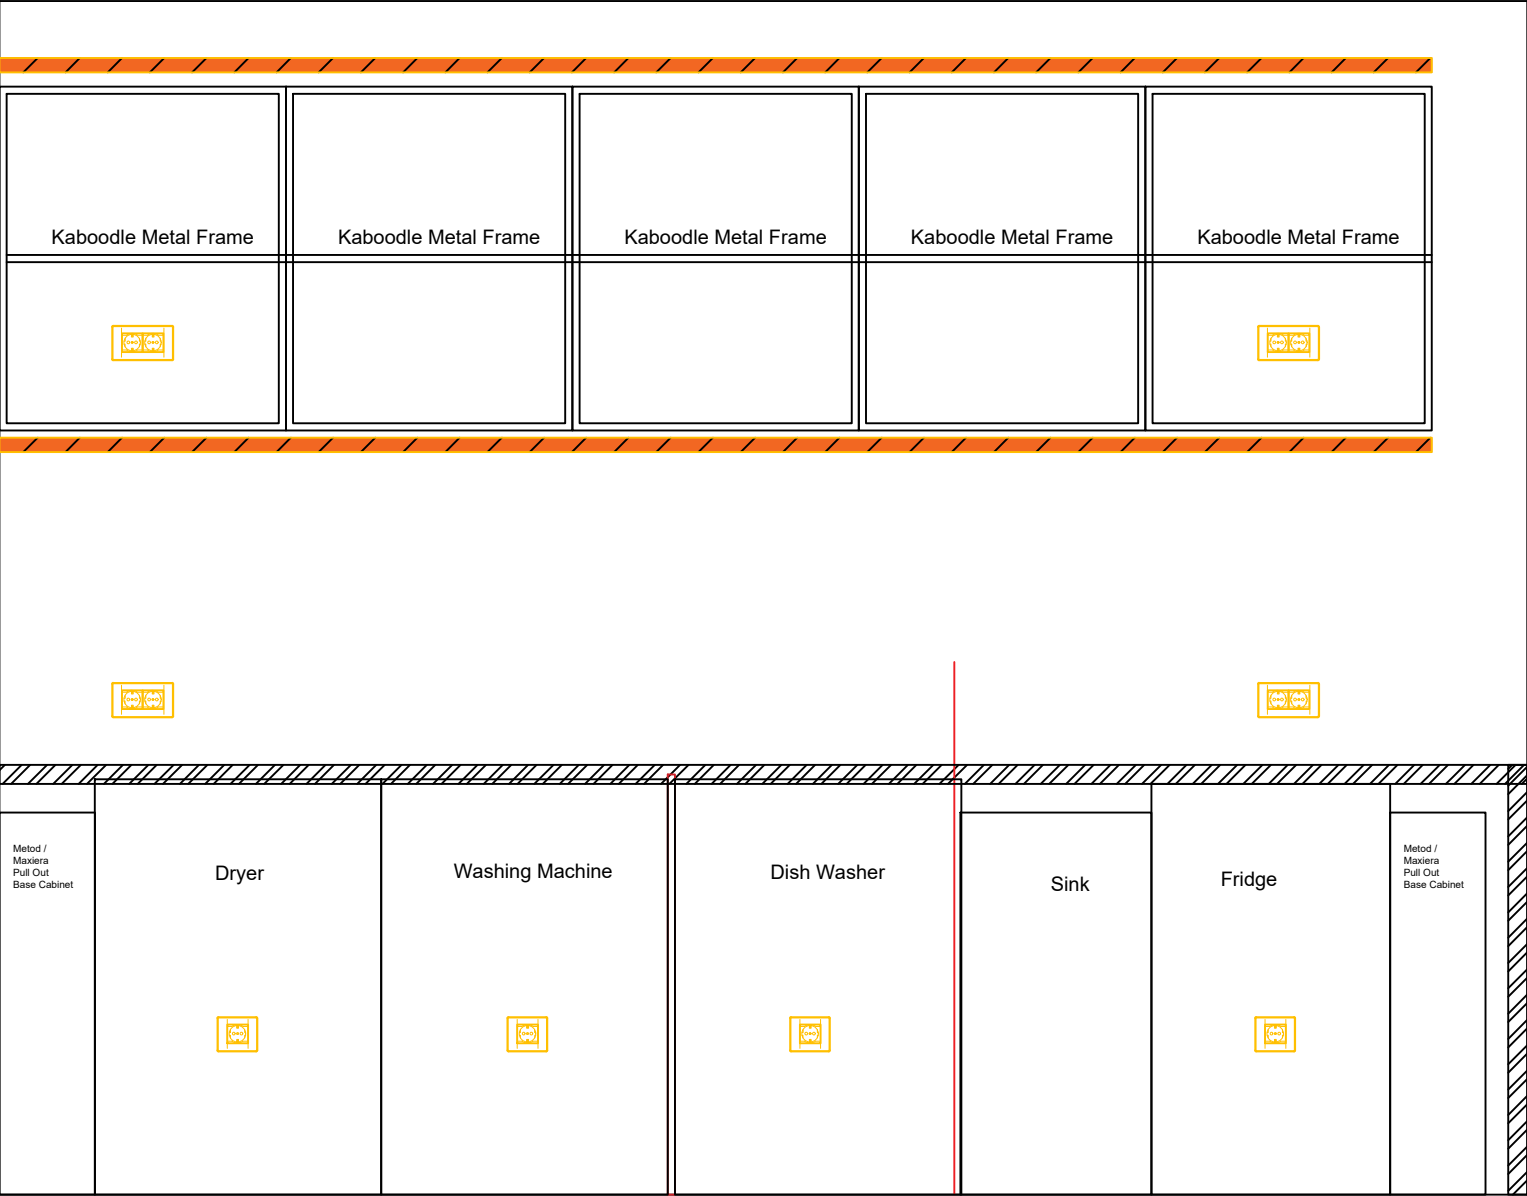 Kaboodle Metal Frame
Kaboodle Metal Frame
Kaboodle Metal Frame
Kaboodle Metal Frame
Kaboodle Metal Frame
Metod /
Maxiera
Pull Out
Base Cabinet
Dryer
Washing Machine
Dish Washer
Sink
Fridge
Metod /
Maxiera
Pull Out
Base Cabinet